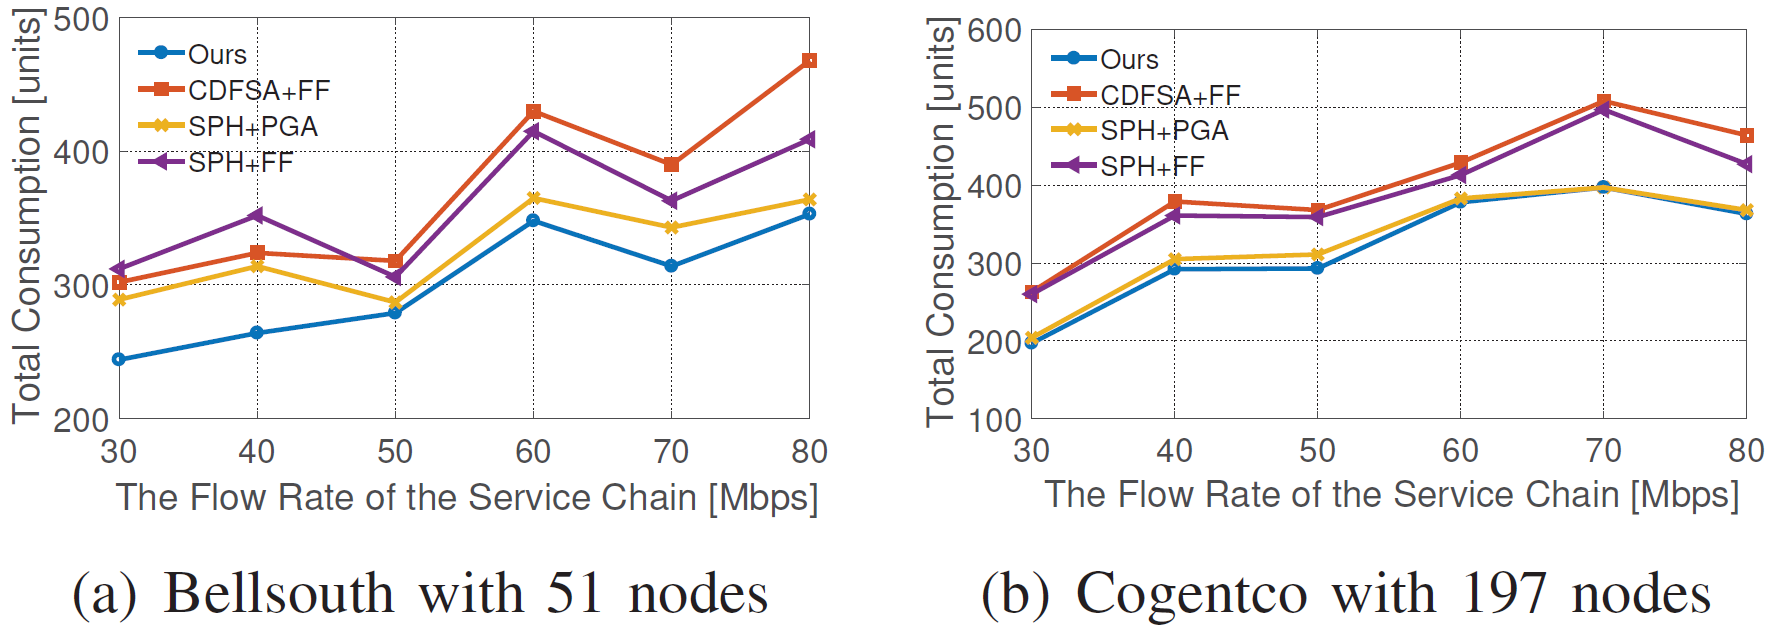 Total Consumption [units]
500
400
300
200
Ours
CDFSA+FF
SPH+PGA
SPH+FF
30 40 50 60 70 80
The Flow Rate of the Service Chain [Mbps]
(a) Bellsouth with 51 nodes
Total Consumption [units]
600
500
400
300
200
100
Ours
CDFSA+FF
SPH+PGA
SPH+FF
30 40 50 60 70 80
The Flow Rate of the Service Chain [Mbps]
(b) Cogentco with 197 nodes